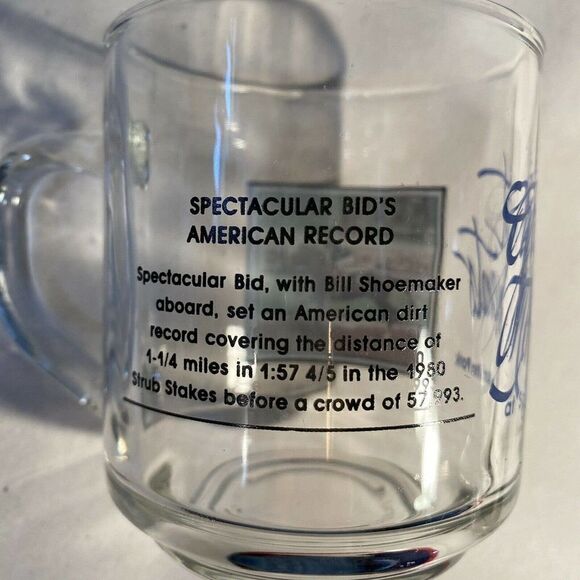 SPECTACULAR BID'S
AMERICAN RECORD
Spectacular Bid, with Bill Shoemaker
aboard, set an American dirt
record covering the distance of
1-1/4 miles in 1:57 4/5 in the 1980
Strub Stakes before a crowd of 57,993.